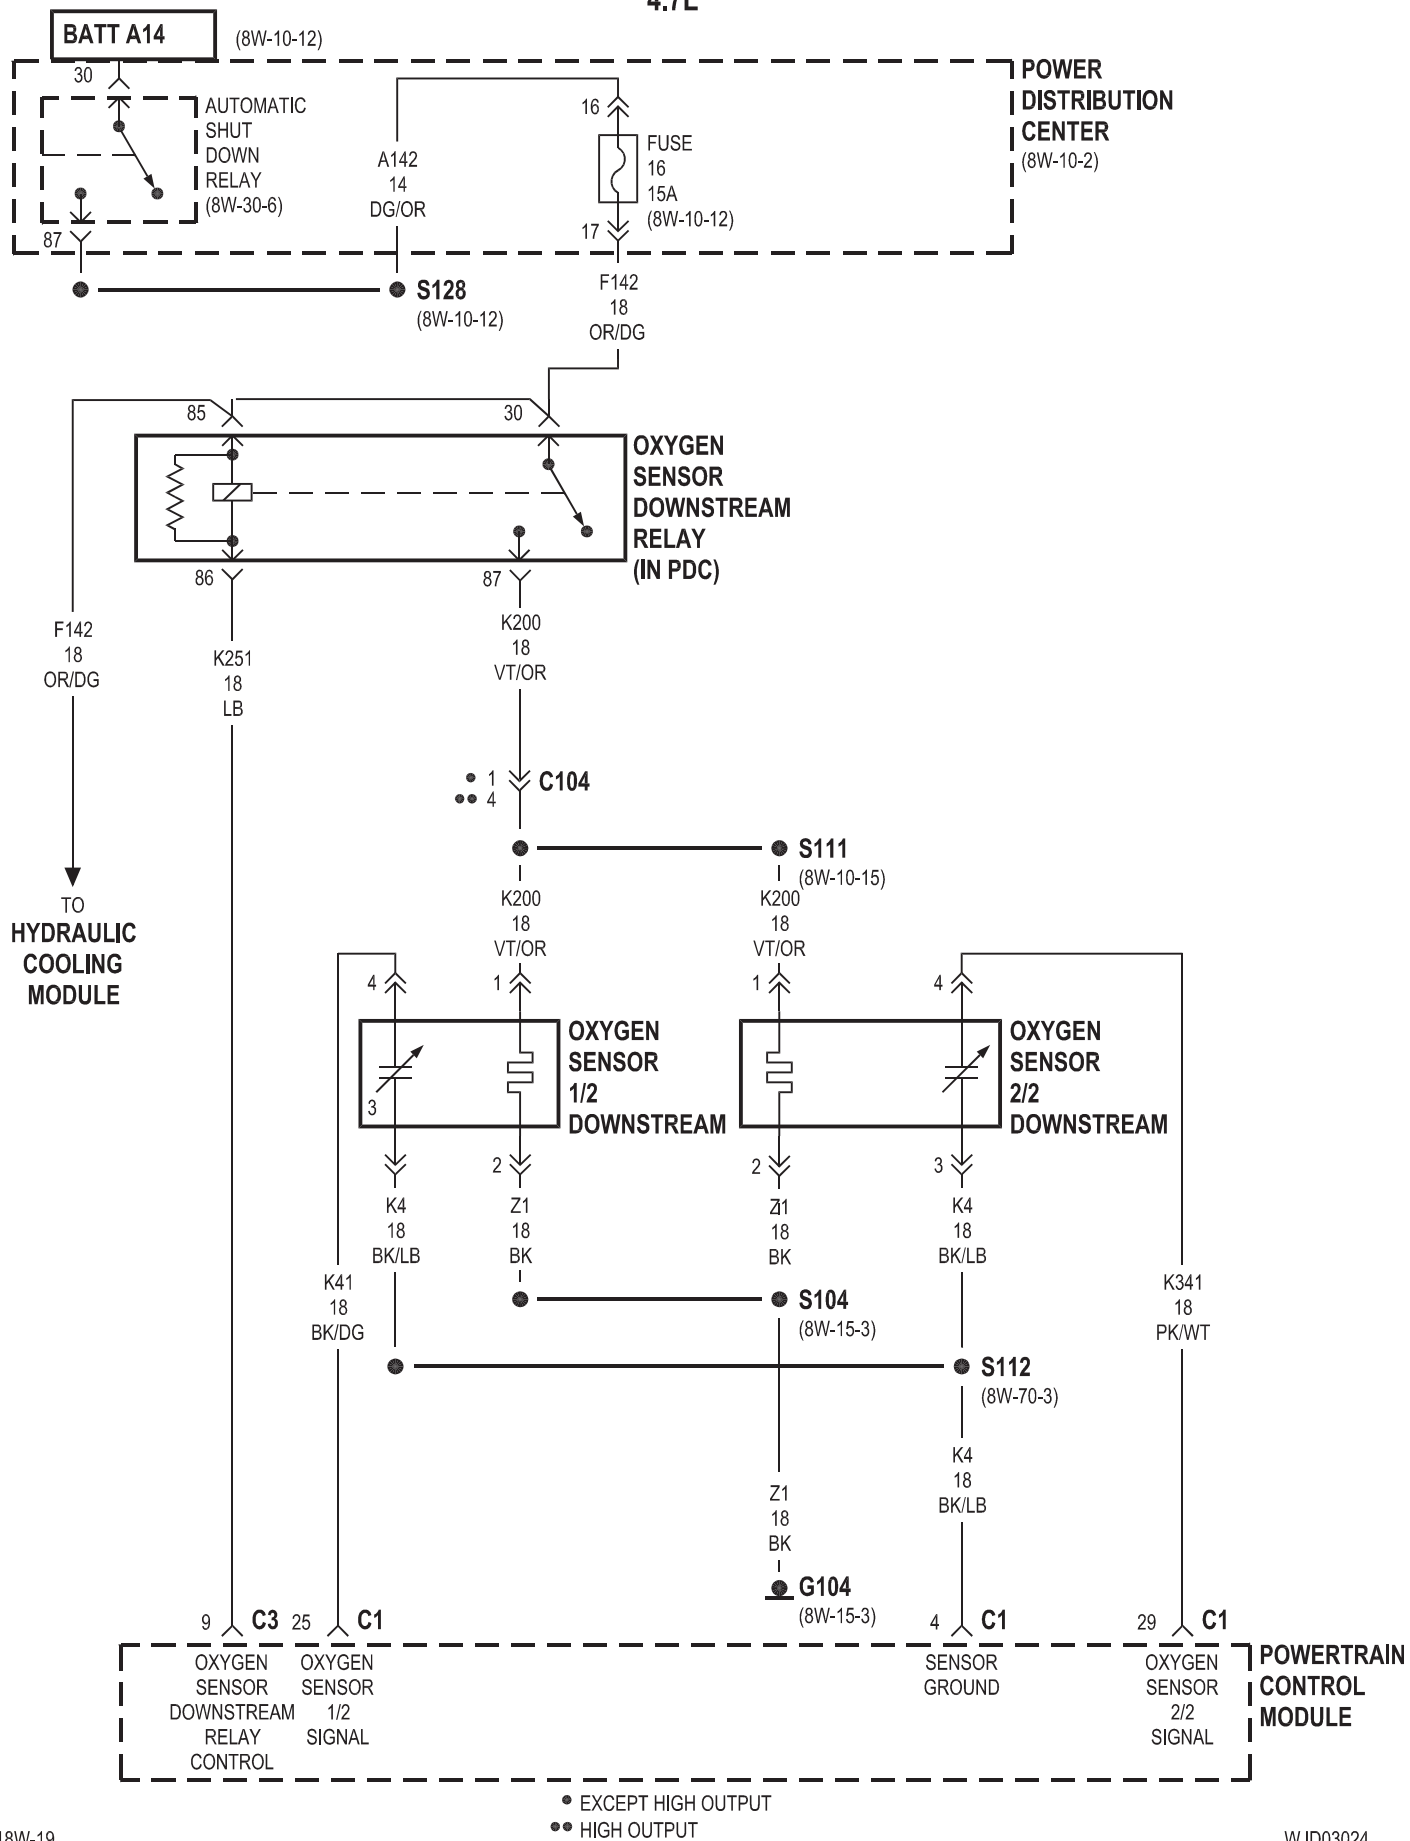 4.7L
BATT A14
(8W-10-12)
30
AUTOMATIC
SHUT
DOWN
RELAY
(8W-30-6)
87
A142
14
DG/OR
16
FUSE
16
15A
(8W-10-12)
17
POWER
DISTRIBUTION
CENTER
(8W-10-2)
S128
(8W-10-12)
F142
18
OR/DG
85
30
OXYGEN
SENSOR
DOWNSTREAM
RELAY
(IN PDC)
86
87
F142
18
OR/DG
K251
18
LB
K200
18
VT/OR
• 1
•• 4
C104
S111
(8W-10-15)
TO
HYDRAULIC
COOLING
MODULE
K200
18
VT/OR
K200
18
VT/OR
4
1
1
4
OXYGEN
SENSOR
1/2
DOWNSTREAM
3
OXYGEN
SENSOR
2/2
DOWNSTREAM
2
2
3
K4
18
BK/LB
Z1
18
BK
Z1
18
BK
K4
18
BK/LB
K41
18
BK/DG
S104
(8W-15-3)
K341
18
PK/WT
S112
(8W-70-3)
K4
18
BK/LB
Z1
18
BK
G104
(8W-15-3)
9 C3
25 C1
4 C1
29 C1
OXYGEN
SENSOR
DOWNSTREAM
RELAY
CONTROL
OXYGEN
SENSOR
1/2
SIGNAL
SENSOR
GROUND
OXYGEN
SENSOR
2/2
SIGNAL
POWERTRAIN
CONTROL
MODULE
• EXCEPT HIGH OUTPUT
•• HIGH OUTPUT
18W-19
WJD03024